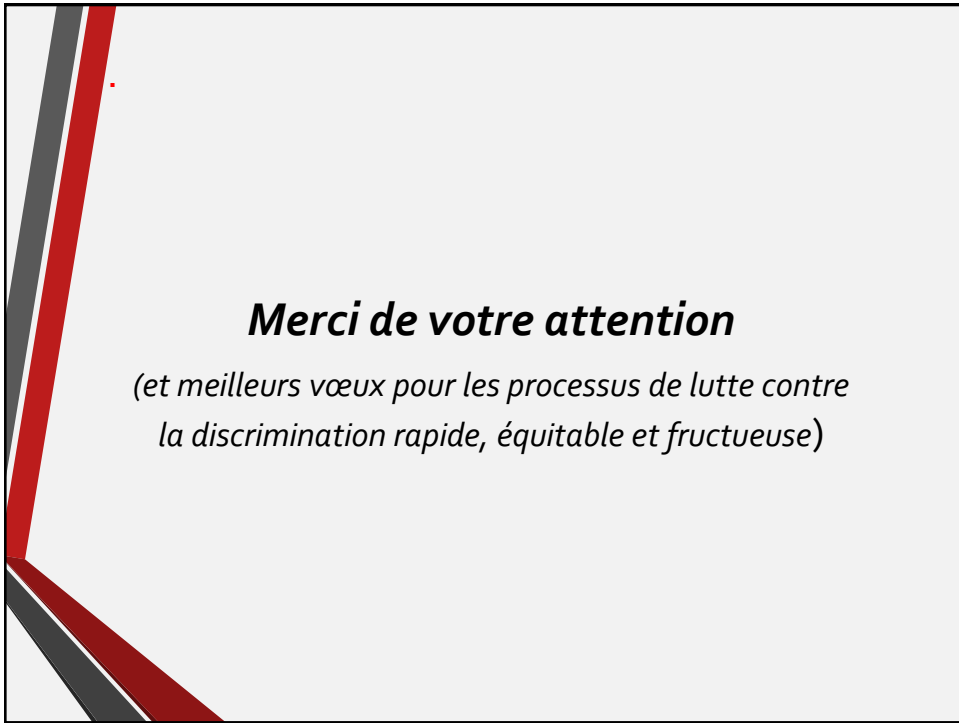 .
Merci de votre attention
(et meilleurs vœux pour les processus de lutte contre
la discrimination rapide, équitable et fructueuse)